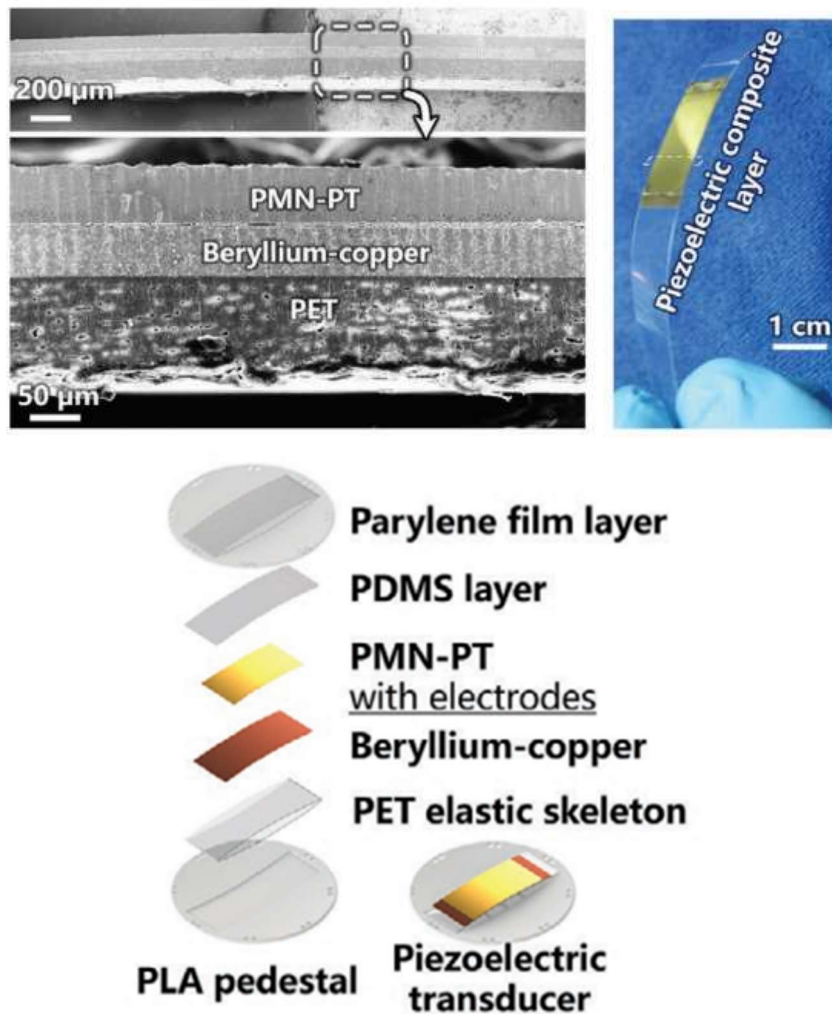 200 μm
PMN-PT
Beryllium-copper
PET
50 μm
Piezoelectric composite
layer
1 cm
Parylene film layer
PDMS layer
PMN-PT
with electrodes
Beryllium-copper
PET elastic skeleton
PLA pedestal
Piezoelectric
transducer